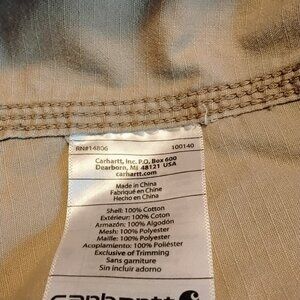 RN#14806 100140
Carhartt, Inc. P.O. Box 600
Dearborn, MI 48121 USA
carhartt.com
Made in China
Fabriqué en Chine
Hecho en China
Shell: 100% Cotton
Extérieur: 100% Coton
Armazón: 100% Algodón
Mesh: 100% Polyester
Maille: 100% Polyester
Acoplamiento: 100% Poliéster
Exclusive of Trimming
Sans garniture
Sin incluir adorno
carhartt